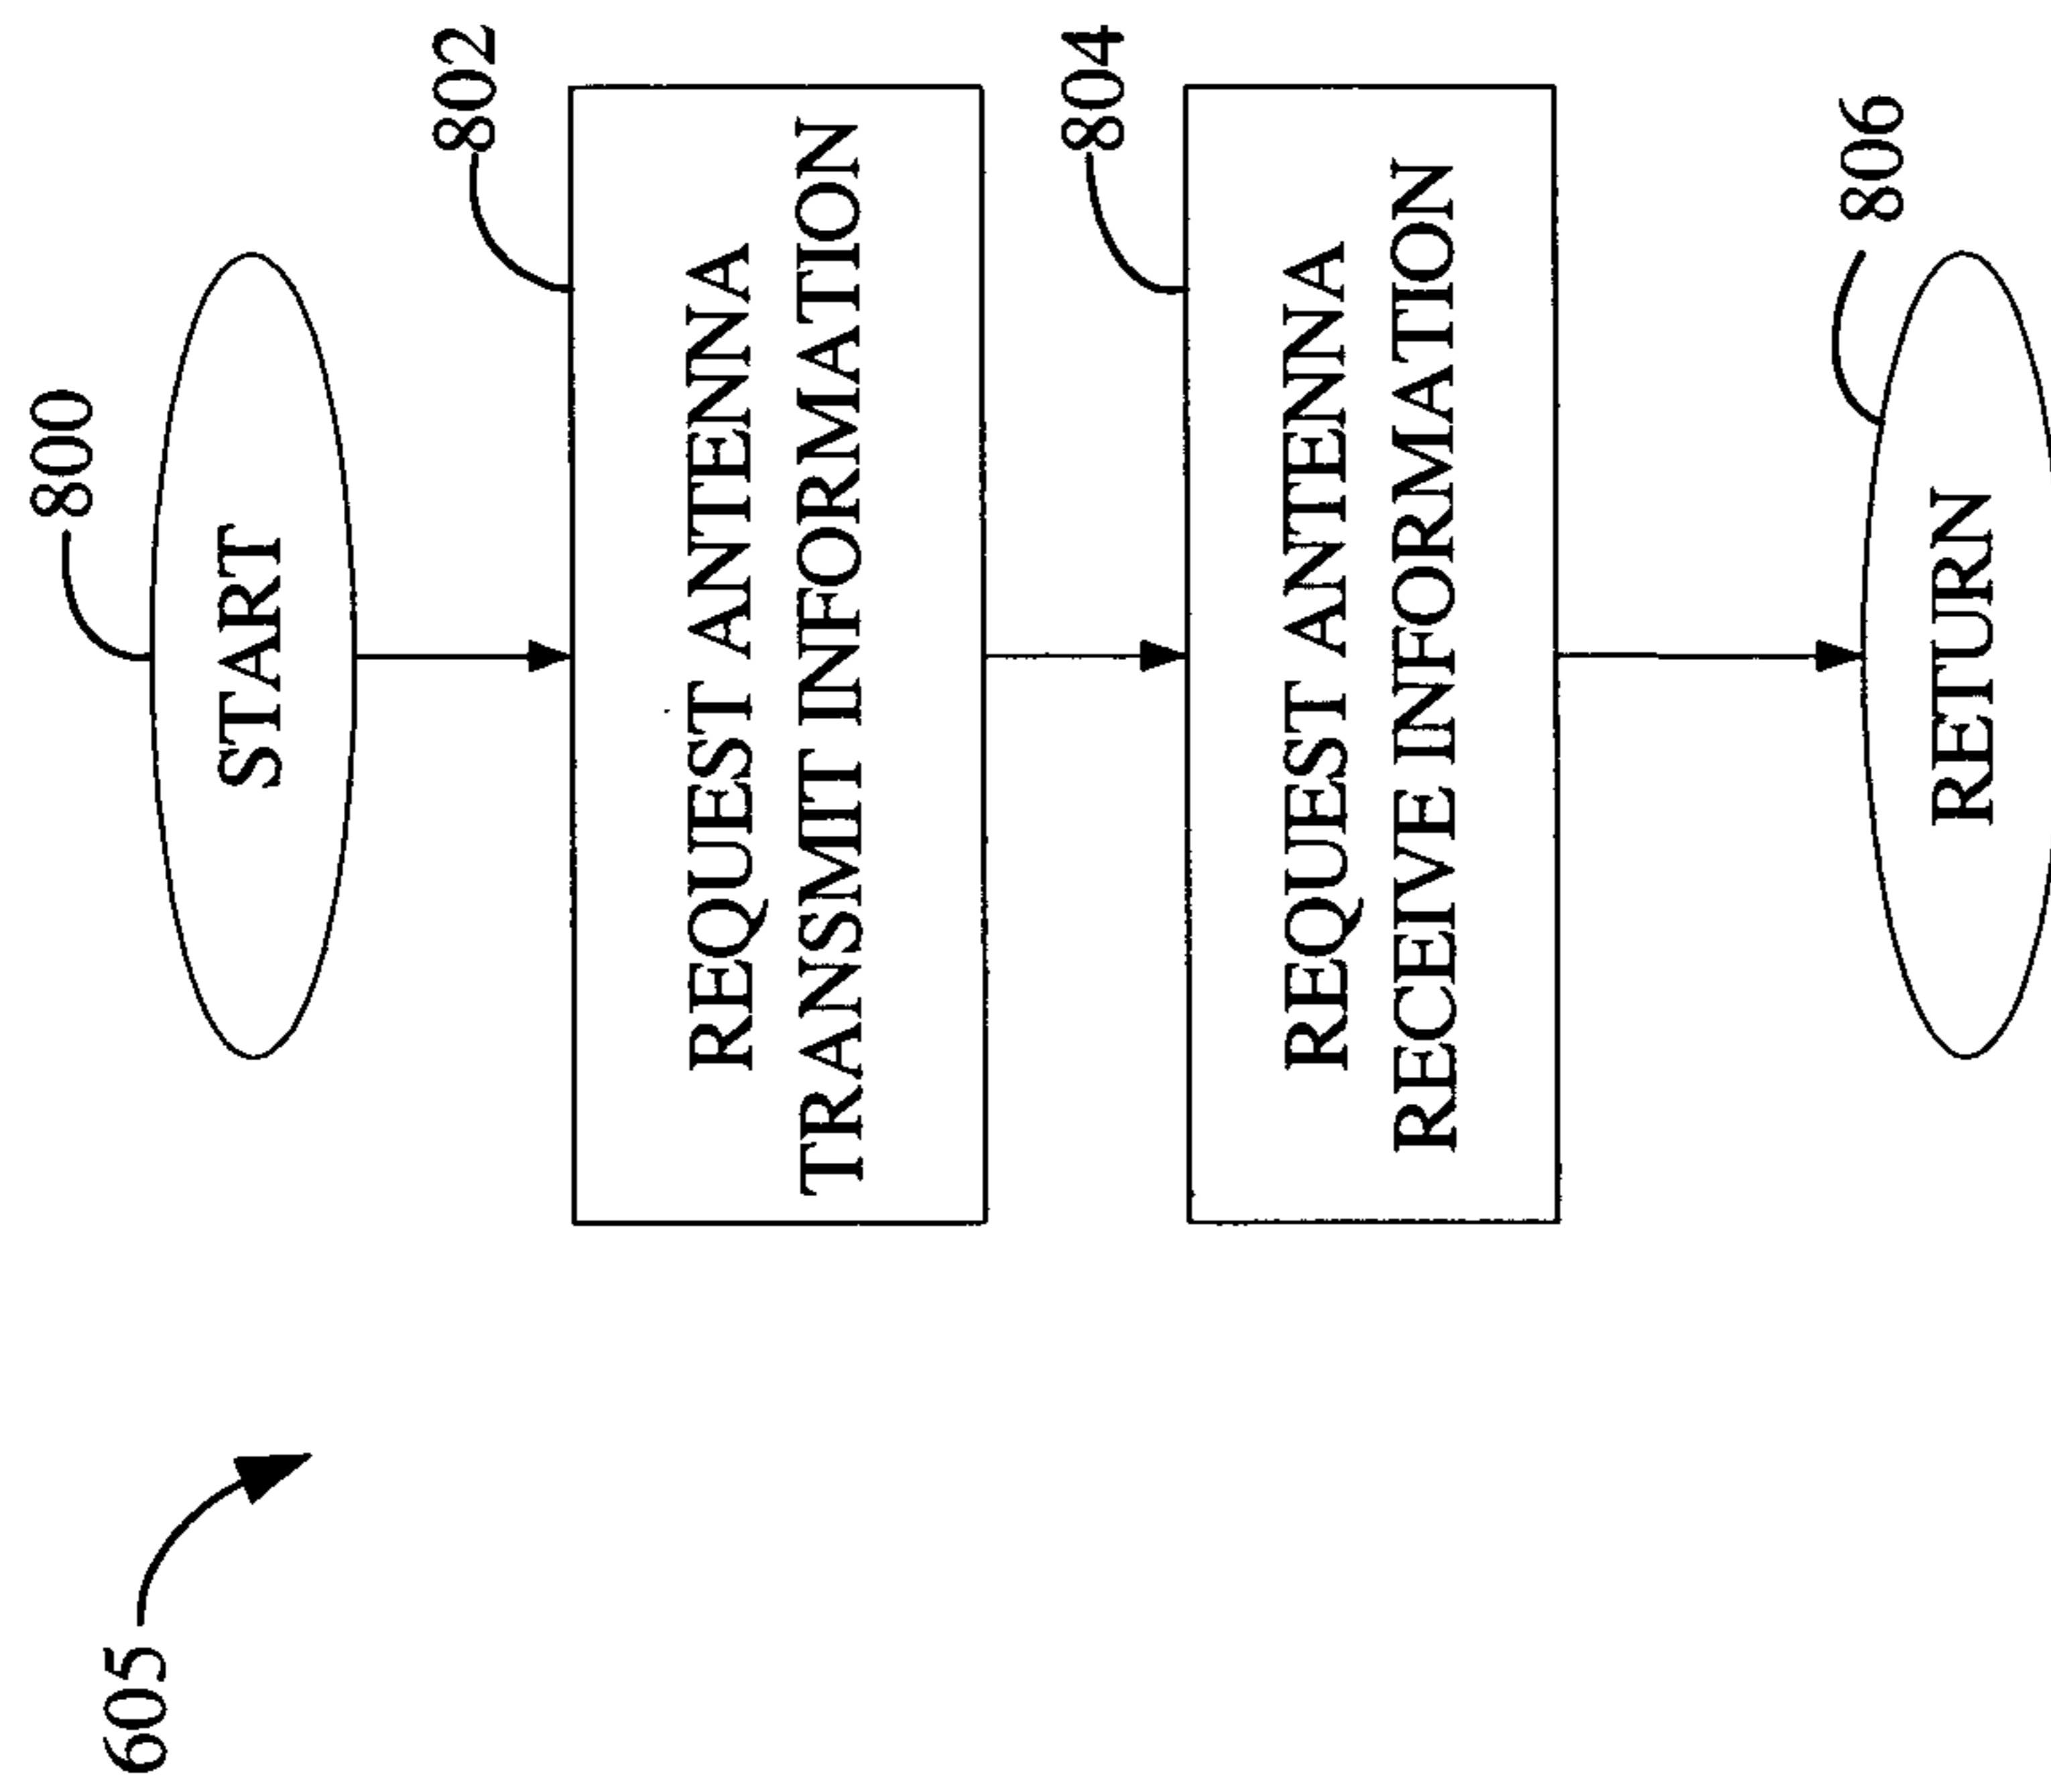 605
800
START
802
REQUEST ANTENNA
TRANSMIT INFORMATION
804
REQUEST ANTENNA
RECEIVE INFORMATION
806
RETURN